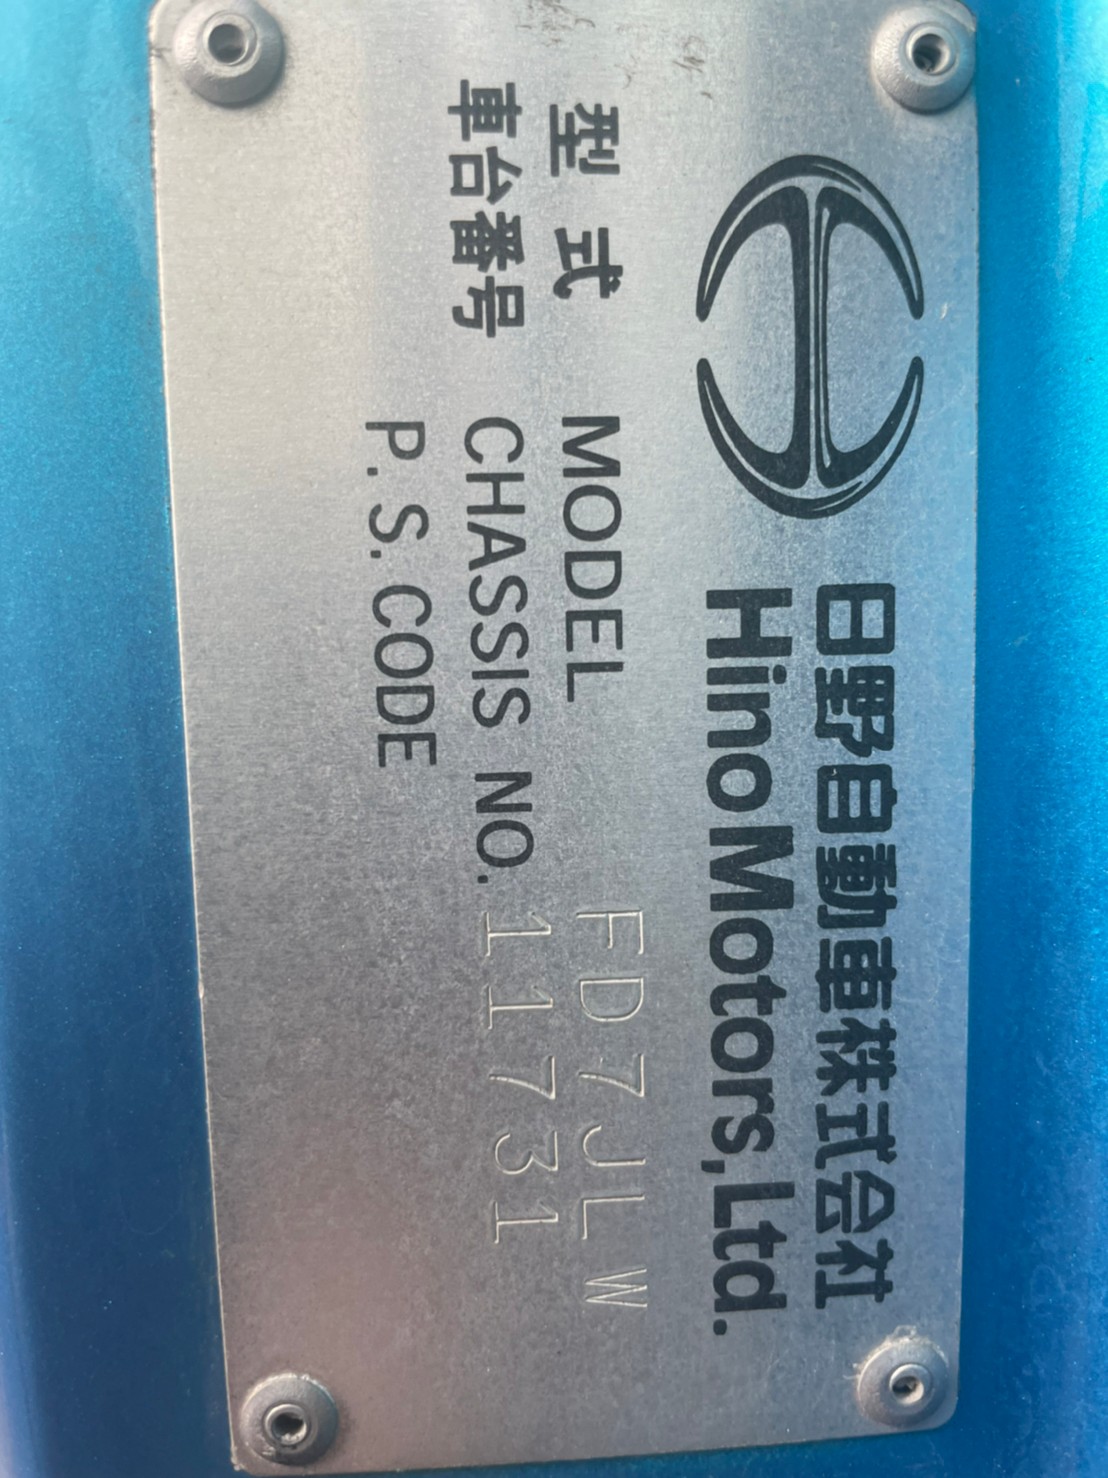 日野自動車株式会社
Hino Motors, Ltd.
型式 MODEL FD7JLW
車台番号 CHASSIS NO. 11731
P. S. CODE